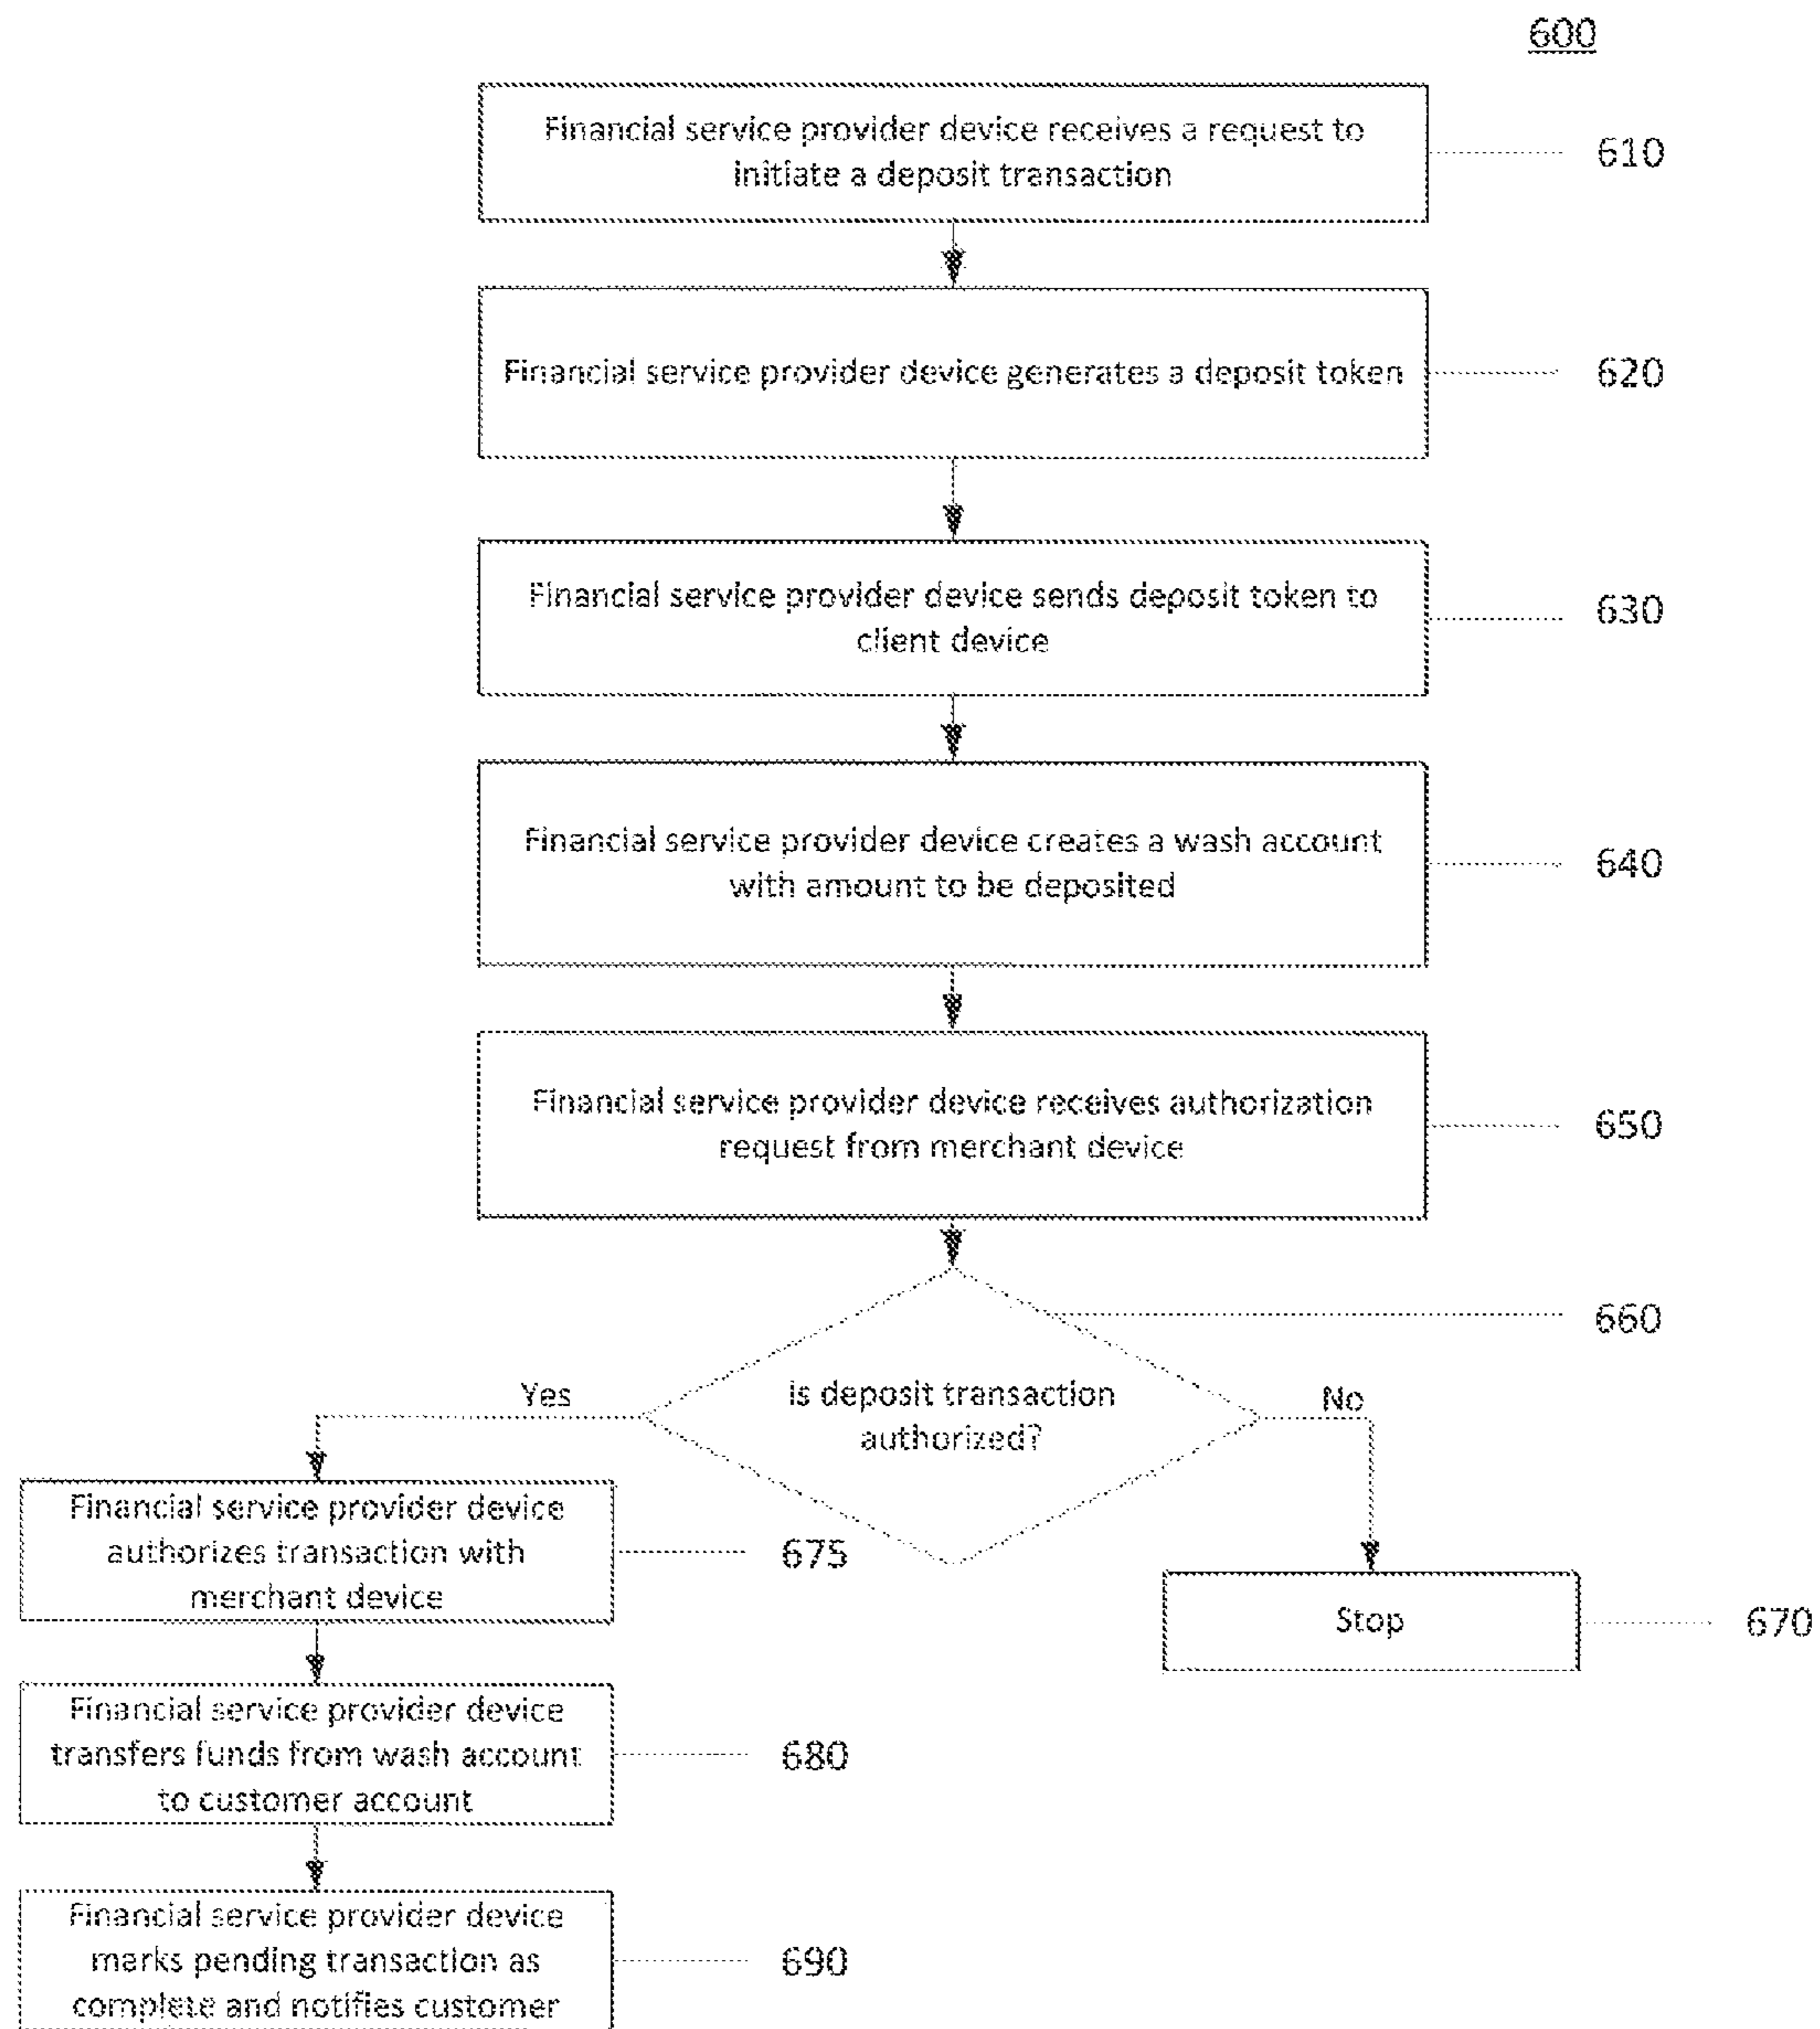 600
Financial service provider device receives a request to
initiate a deposit transaction
610
Financial service provider device generates a deposit token
620
Financial service provider device sends deposit token to
client device
630
Financial service provider device creates a wash account
with amount to be deposited
640
Financial service provider device receives authorization
request from merchant device
650
660
is deposit transaction
authorized?
Yes
No
Financial service provider device
authorizes transaction with
merchant device
675
Stop
670
Financial service provider device
transfers funds from wash account
to customer account
680
Financial service provider device
marks pending transaction as
complete and notifies customer
690